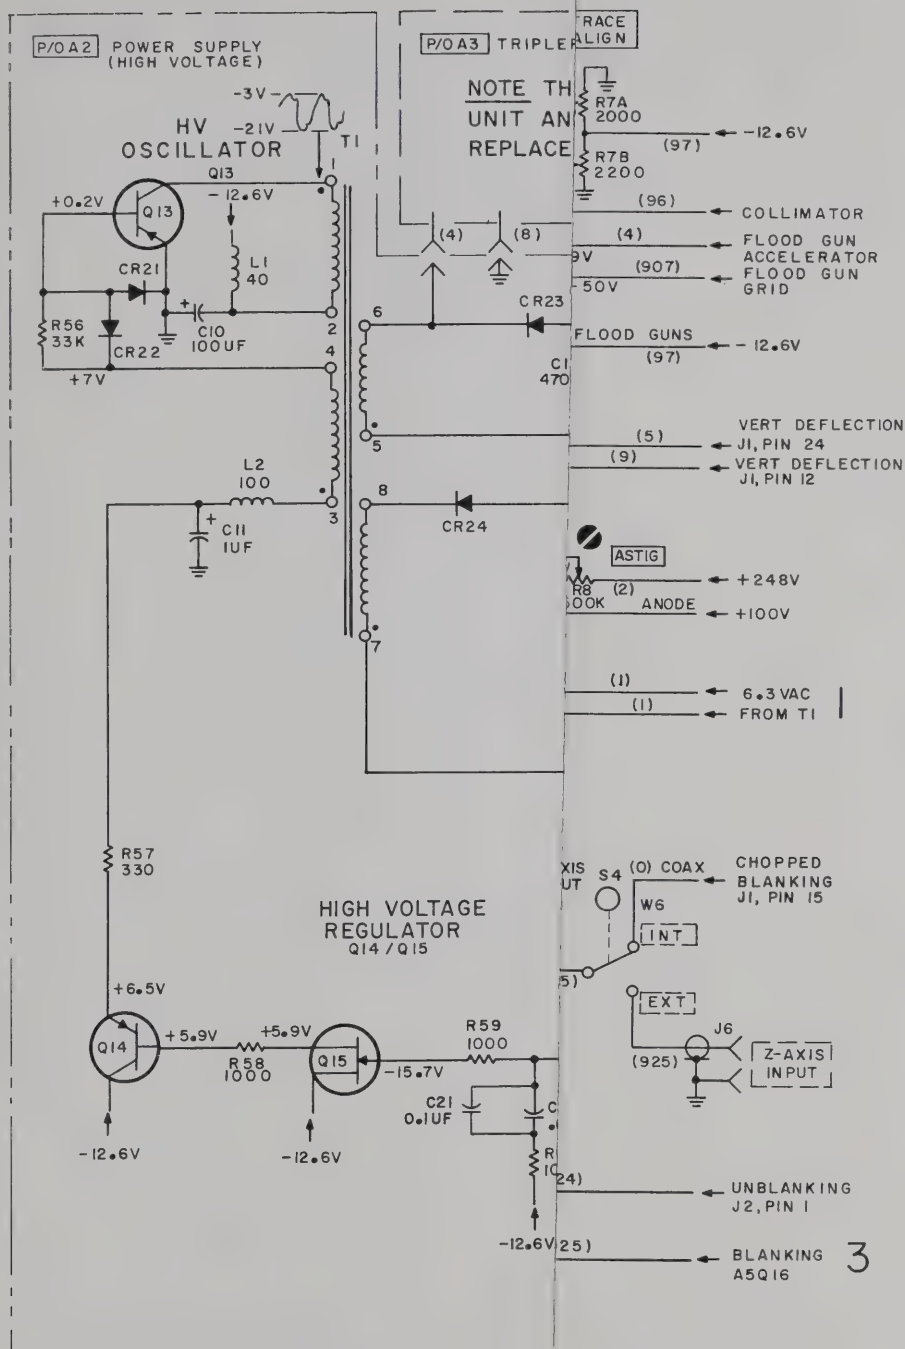 P/O A2 POWER SUPPLY
(HIGH VOLTAGE)
P/O A3
TRACE
ALIGN
NOTE
UNIT
REPLACE
-3V
-21V
T1
HV
OSCILLATOR
Q13
-12.6V
+0.2V
Q13
1
L1
40
CR21
CR22
R56
33K
+
C10
100UF
+7V
2
4
6
(4)
(8)
CR23
5
8
CR24
7
3
L2
100
+
C11
1UF
R57
330
R7A
2000
(97)
-12.6V
R7B
2200
(96)
COLLIMATOR
(4)
FLOOD GUN
ACCELERATOR
9V
(907)
FLOOD GUN
GRID
-50V
FLOOD GUNS
(97)
-12.6V
470
(5)
VERT DEFLECTION
J1, PIN 24
(9)
VERT DEFLECTION
J1, PIN 12
ASTIG
R8
(2)
+248V
ANODE
+100V
(1)
6.3VAC
(1)
FROM T1
S4
(0) COAX
CHOPPED
BLANKING
J1, PIN 15
W6
INT
EXT
J6
(925)
Z-AXIS
INPUT
HIGH VOLTAGE
REGULATOR
Q14/Q15
+6.5V
Q14
+5.9V
R58
1000
+5.9V
Q15
-15.7V
R59
1000
C21
0.1UF
-12.6V
-12.6V
-12.6V
24)
UNBLANKING
J2, PIN 1
25)
BLANKING
A5Q16
3